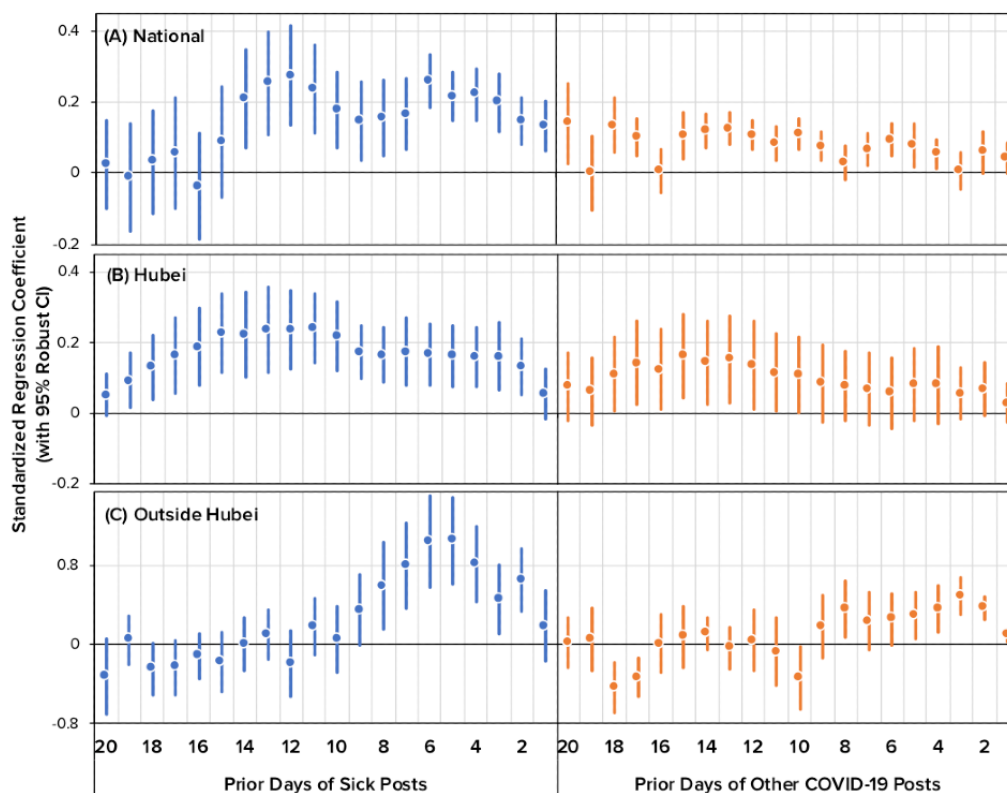 Standardized Regression Coefficient
(with 95% Robust CI)
(A) National
0.4
0.2
0
-0.2
(B) Hubei
0.4
0.2
0
-0.2
(C) Outside Hubei
0.8
0
-0.8
20 18 16 14 12 10 8 6 4 2 20 18 16 14 12 10 8 6 4 2
Prior Days of Sick Posts Prior Days of Other COVID-19 Posts